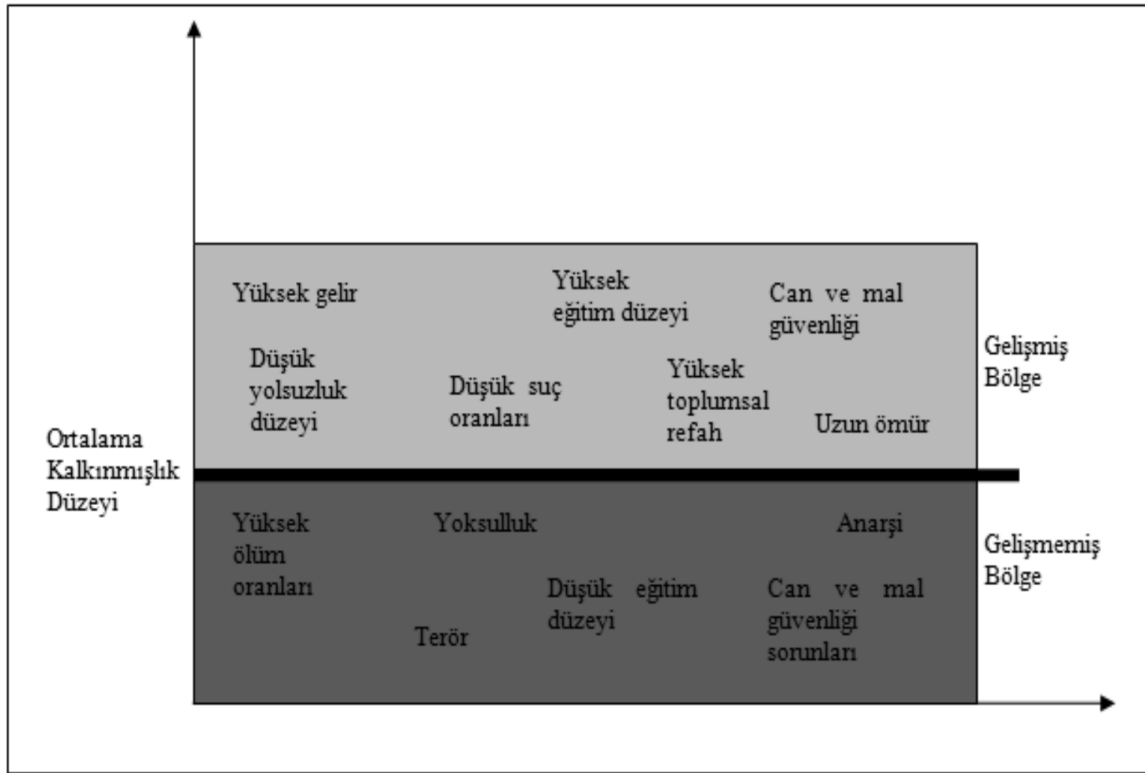 Yüksek gelir
Yüksek
eğitim düzeyi
Can ve mal
güvenliği
Düşük
yolsuzluk
düzeyi
Düşük suç
oranları
Yüksek
toplumsal
refah
Uzun ömür
Gelişmiş
Bölge
Ortalama
Kalkınmışlık
Düzeyi
Yüksek
ölüm
oranları
Yoksulluk
Anarşi
Gelişmemiş
Bölge
Terör
Düşük eğitim
düzeyi
Can ve mal
güvenliği
sorunları